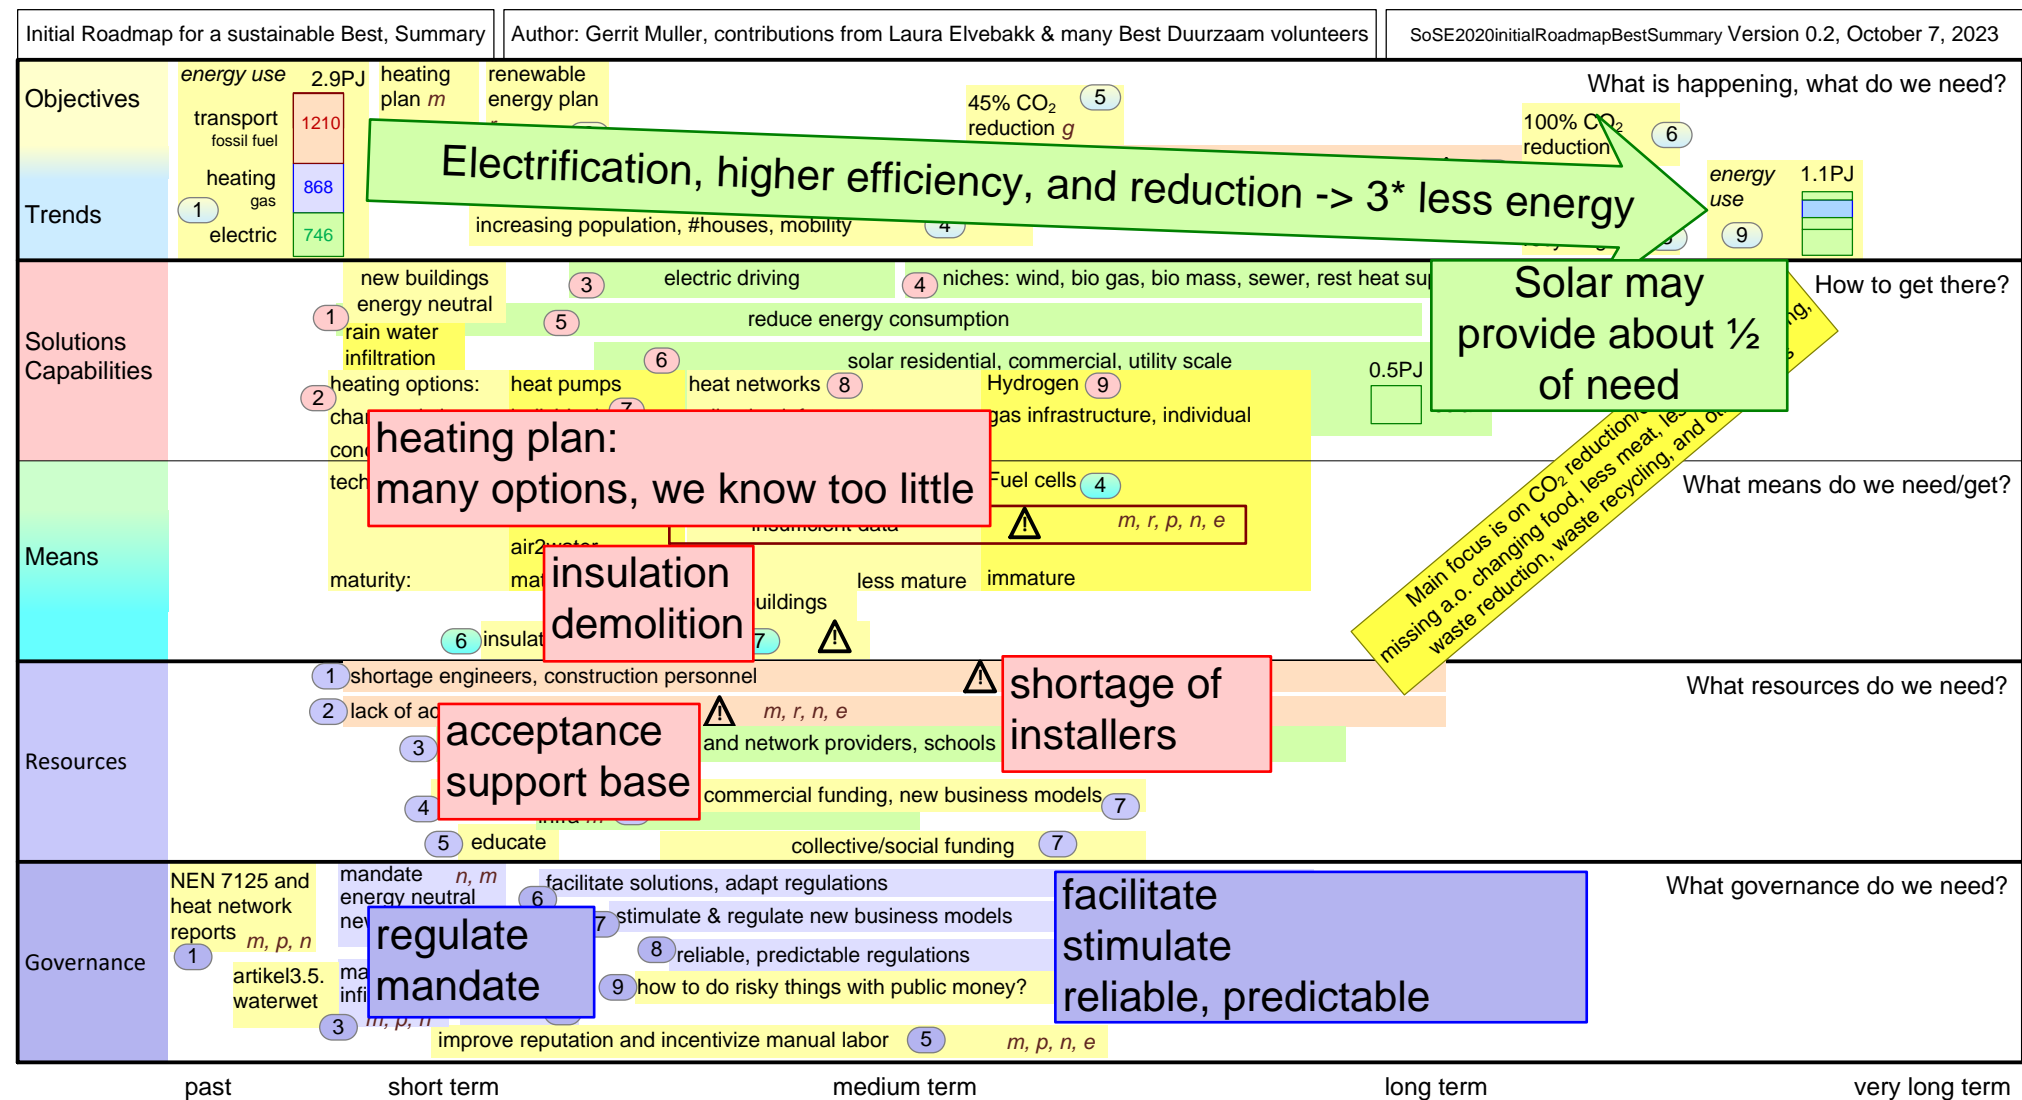 Initial Roadmap for a sustainable Best, Summary
Author: Gerrit Muller, contributions from Laura Elvebakk & many Best Duurzaam volunteers
SoSE2020initialRoadmapBestSummary Version 0.2, October 7, 2023
Objectives
Trends
energy use 2.9PJ
transport
fossil fuel
1210
heating
gas
868
1
electric
746
heating
plan m
renewable
energy plan
45% CO₂
reduction g
5
What is happening, what do we need?
100% CO₂
reduction
6
Electrification, higher efficiency, and reduction -> 3* less energy
increasing population, #houses, mobility
4
energy
use
1.1PJ
9
Solutions
Capabilities
How to get there?
new buildings
energy neutral
1
rain water
infiltration
3
electric driving
4
niches: wind, bio gas, bio mass, sewer, rest heat
5
reduce energy consumption
6
solar residential, commercial, utility scale
0.5PJ
Solar may
provide about ½
of need
2
heating options:
heat pumps
7
heat networks 8
Hydrogen 9
gas infrastructure, individual
heating plan:
many options, we know too little
Means
What means do we need/get?
Fuel cells 4
insufficient data
m, r, p, n, e
air2water
maturity:
less mature
immature
insulation
demolition
6
7
Main focus is on CO₂ reduction/
missing a.o. changing food, less meat,
waste reduction, waste recycling, and
Resources
What resources do we need?
1
shortage engineers, construction personnel
2
lack of
m, r, n, e
3
and network providers, schools
shortage of
installers
acceptance
support base
4
commercial funding, new business models
7
5
educate
collective/social funding
7
Governance
What governance do we need?
NEN 7125 and
heat network
reports m, p, n
1
artikel3.5.
waterwet
3
mandate n, m
energy neutral
m, p, n
regulate
mandate
6
facilitate solutions, adapt regulations
7
stimulate & regulate new business models
8
reliable, predictable regulations
9
how to do risky things with public money?
improve reputation and incentivize manual labor
5
m, p, n, e
facilitate
stimulate
reliable, predictable
past
short term
medium term
long term
very long term